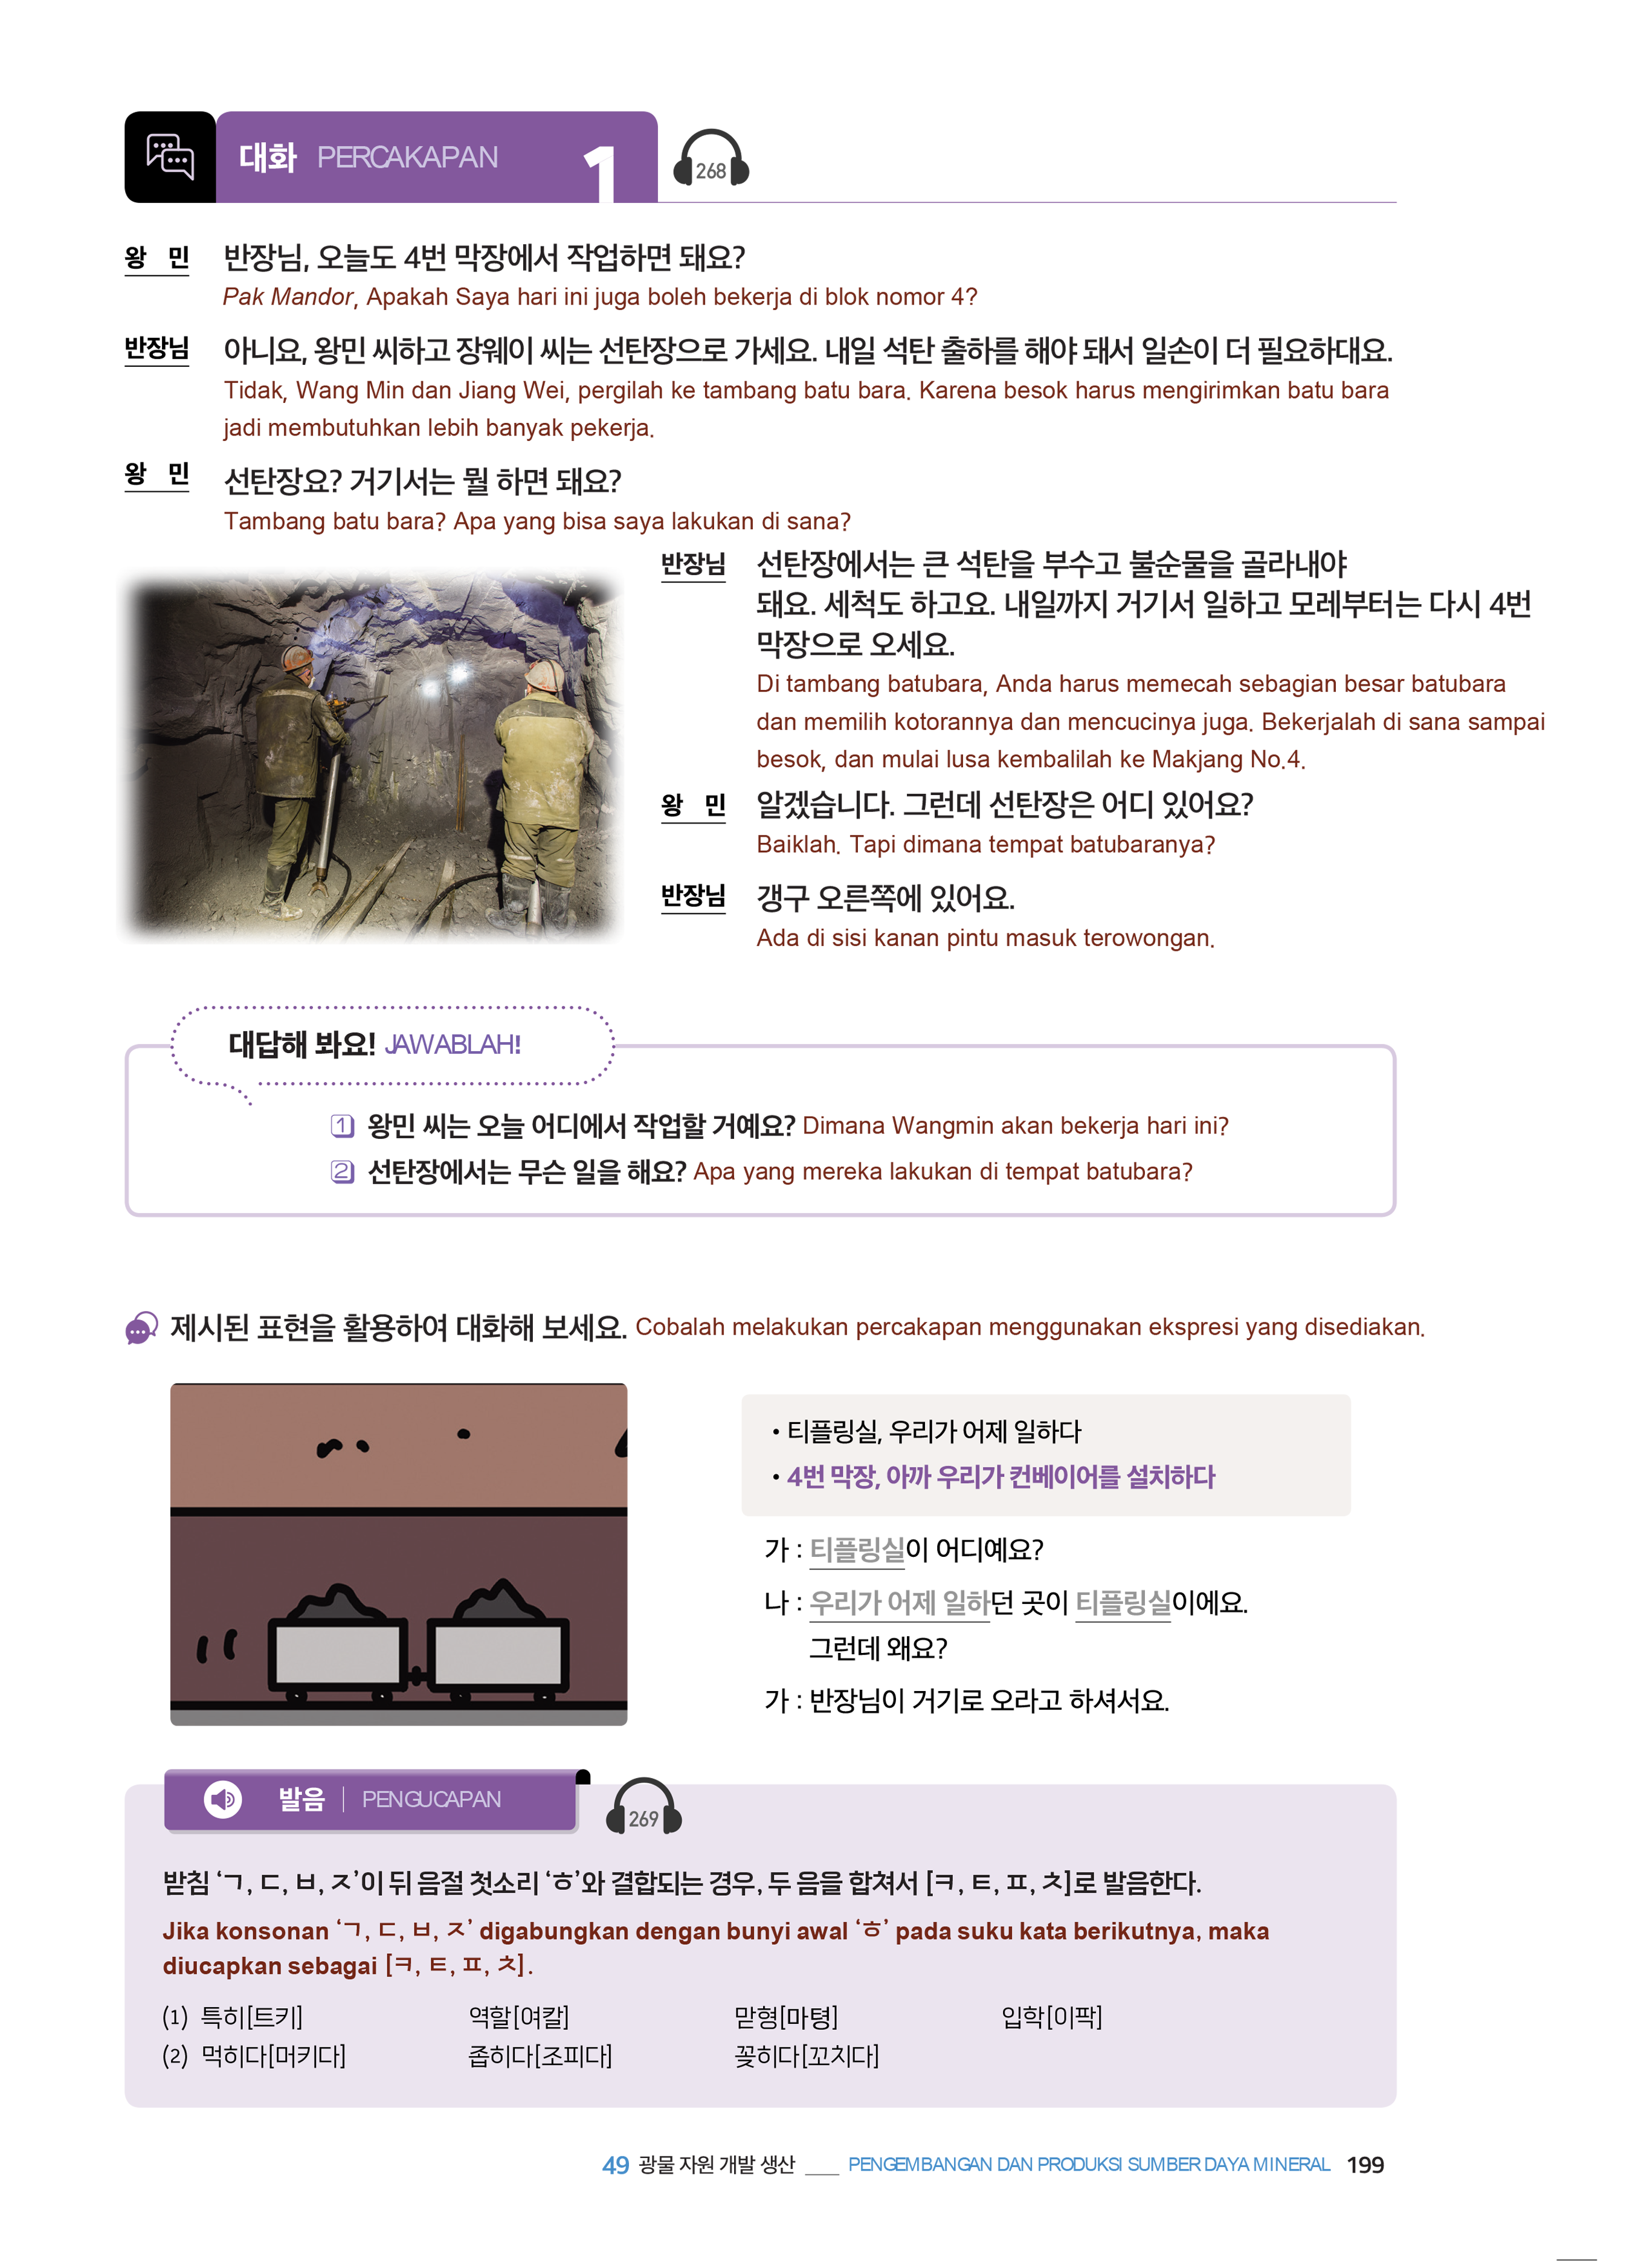 대화 PERCAKAPAN 1 268
왕 민 반장님, 오늘도 4번 막장에서 작업하면 돼요?
Pak Mandor, Apakah Saya hari ini juga boleh bekerja di blok nomor 4?
반장님 아니요, 왕민 씨하고 장웨이 씨는 선탄장으로 가세요. 내일 석탄 출하를 해야 돼서 일손이 더 필요하대요.
Tidak, Wang Min dan Jiang Wei, pergilah ke tambang batu bara. Karena besok harus mengirimkan batu bara
jadi membutuhkan lebih banyak pekerja.
왕 민 선탄장요? 거기서는 뭘 하면 돼요?
Tambang batu bara? Apa yang bisa saya lakukan di sana?
반장님 선탄장에서는 큰 석탄을 부수고 불순물을 골라내야
돼요. 세척도 하고요. 내일까지 거기서 일하고 모레부터는 다시 4번
막장으로 오세요.
Di tambang batubara, Anda harus memecah sebagian besar batubara
dan memilih kotorannya dan mencucinya juga. Bekerjalah di sana sampai
besok, dan mulai lusa kembalilah ke Makjang No.4.
왕 민 알겠습니다. 그런데 선탄장은 어디 있어요?
Baiklah. Tapi dimana tempat batubaranya?
반장님 갱구 오른쪽에 있어요.
Ada di sisi kanan pintu masuk terowongan.
대답해 봐요! JAWABLAH!
1 왕민 씨는 오늘 어디에서 작업할 거예요? Dimana Wangmin akan bekerja hari ini?
2 선탄장에서는 무슨 일을 해요? Apa yang mereka lakukan di tempat batubara?
제시된 표현을 활용하여 대화해 보세요. Cobalah melakukan percakapan menggunakan ekspresi yang disediakan.
• 티플링실, 우리가 어제 일하다
• 4번 막장, 아까 우리가 컨베이어를 설치하다
가 : 티플링실이 어디예요?
나 : 우리가 어제 일하던 곳이 티플링실이에요.
그런데 왜요?
가 : 반장님이 거기로 오라고 하셔서요.
발음 PENGUCAPAN 269
받침 ‘ㄱ, ㄷ, ㅂ, ㅈ’이 뒤 음절 첫소리 ‘ㅎ’와 결합되는 경우, 두 음을 합쳐서 [ㅋ, ㅌ, ㅍ, ㅊ]로 발음한다.
Jika konsonan ‘ㄱ, ㄷ, ㅂ, ㅈ’ digabungkan dengan bunyi awal ‘ㅎ’ pada suku kata berikutnya, maka
diucapkan sebagai [ㅋ, ㅌ, ㅍ, ㅊ].
(1) 특히[트키] 역할[여칼] 맏형[마텽] 입학[이팍]
(2) 먹히다[머키다] 좁히다[조피다] 꽂히다[꼬치다]
49 광물 자원 개발 생산 PENGEMBANGAN DAN PRODUKSI SUMBER DAYA MINERAL 199